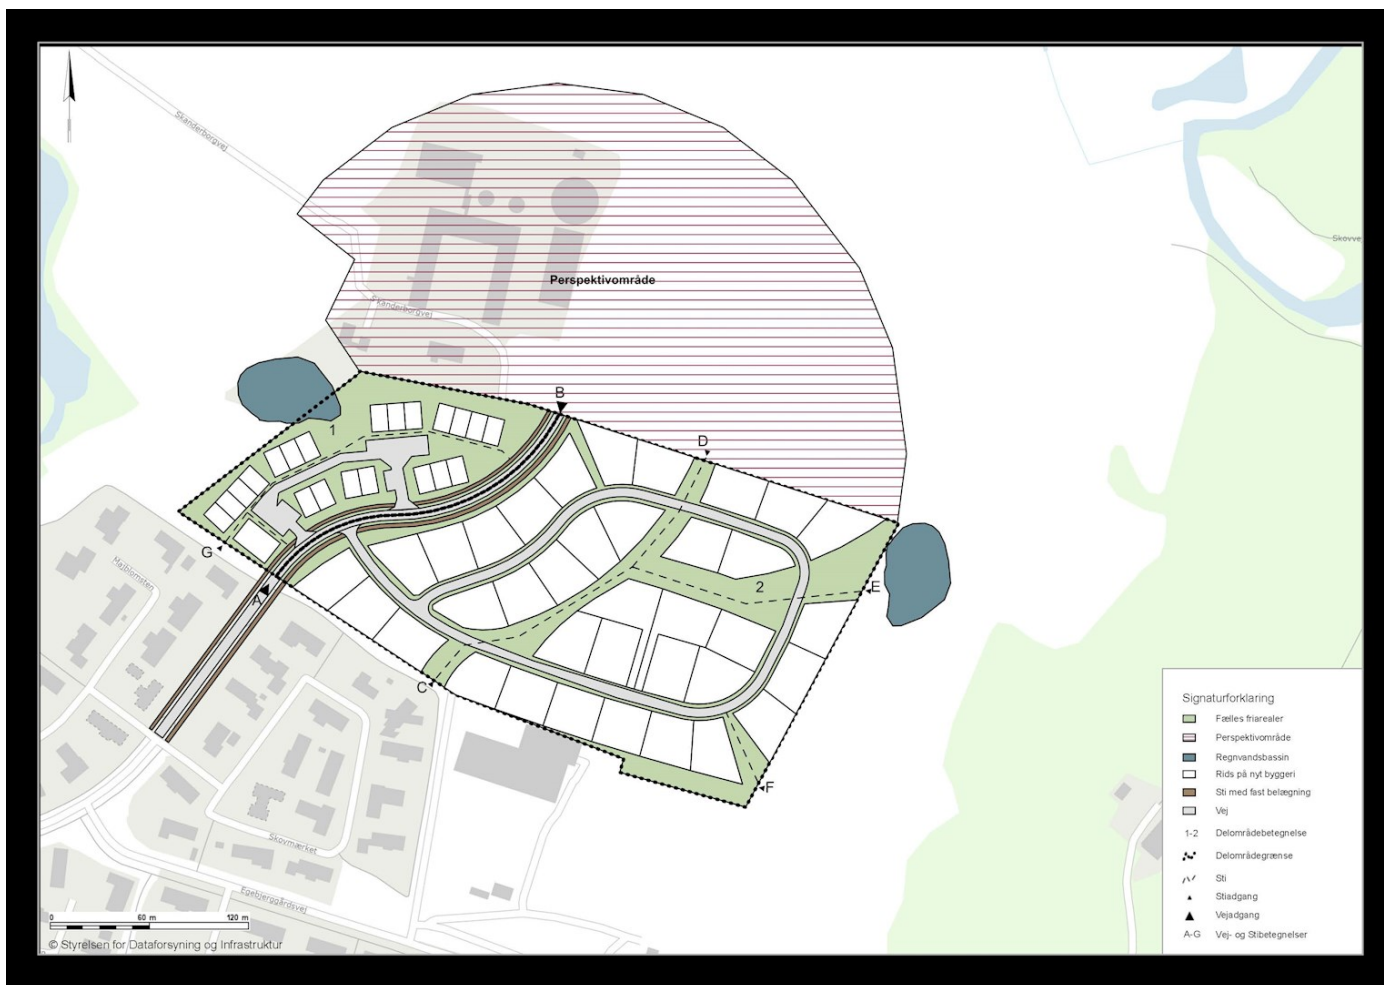 Skanderborgvej
Skovve
Perspektivområde
Skanderborgvej
B
1
D
G
Majblomsten
2
E
A
C
F
Skovmærket
Egebjerggårdsvej
0 60 m 120 m
© Styrelsen for Dataforsyning og Infrastruktur
Signaturforklaring
Fælles friarealer
Perspektivområde
Regnvandsbassin
Rids på nyt byggeri
Sti med fast belægning
Vej
1-2 Delområdebetegnelse
Delområdegrænse
Sti
Stiadgang
Vejadgang
A-G Vej- og Stibetegnelser